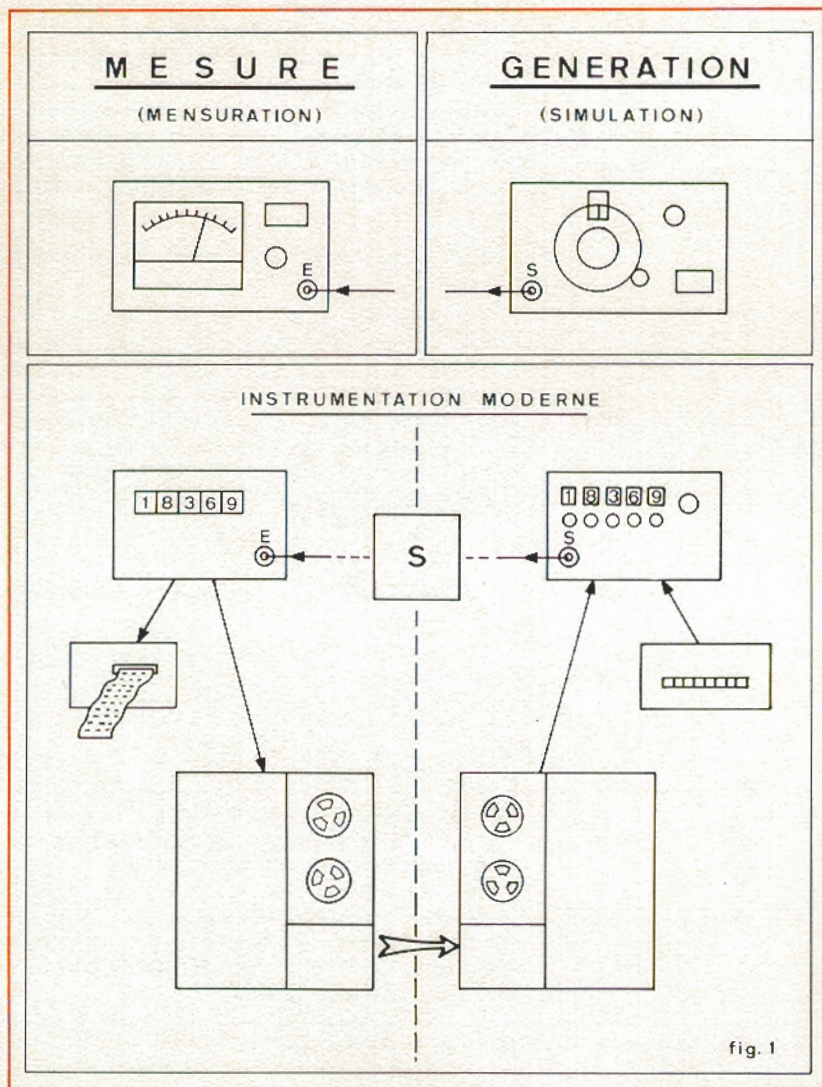 MESURE
(MENSURATION)
GENERATION
(SIMULATION)
E
S
INSTRUMENTATION MODERNE
18369
E
S
18369
S
fig. 1